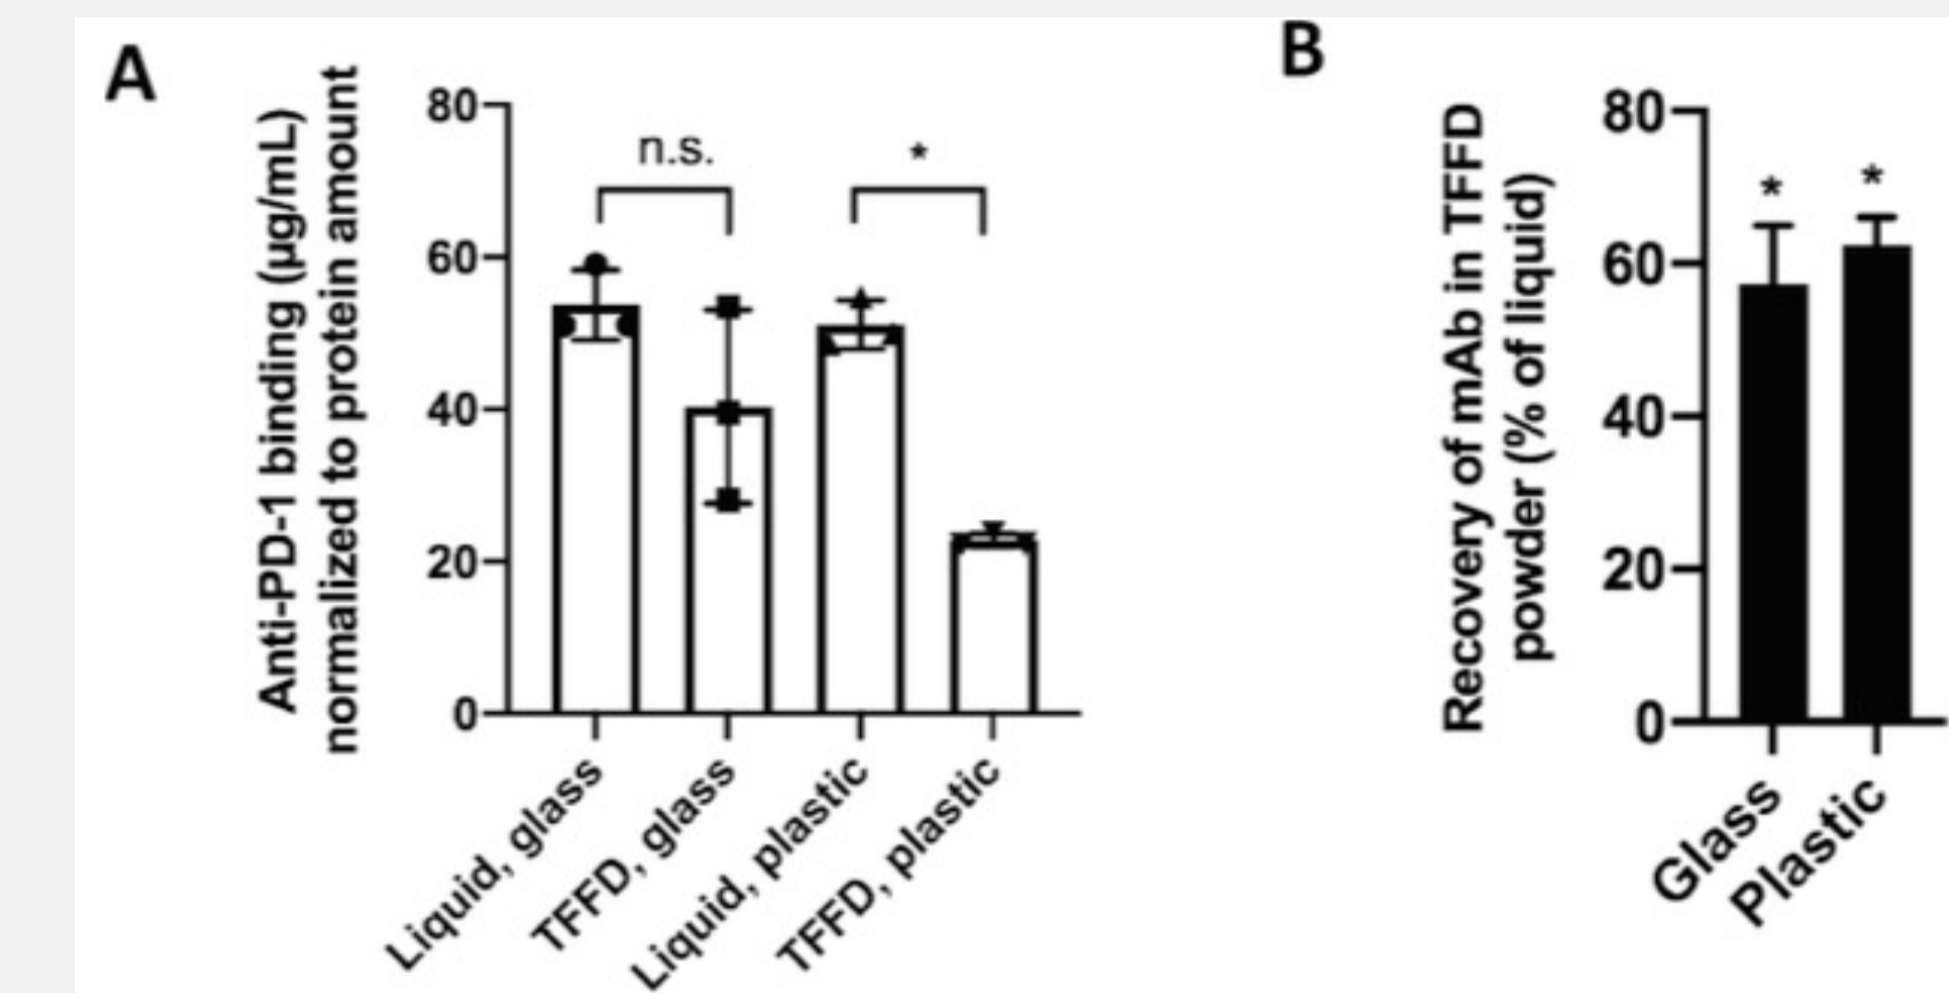 A
Anti-PD-1 binding (µg/mL)
normalized to protein amount
80
60
40
20
0
n.s.
*
Liquid, glass
TFFD, glass
Liquid, plastic
TFFD, plastic
B
Recovery of mAb in TFFD
powder (% of liquid)
80
60
40
20
0
*
*
Glass
Plastic